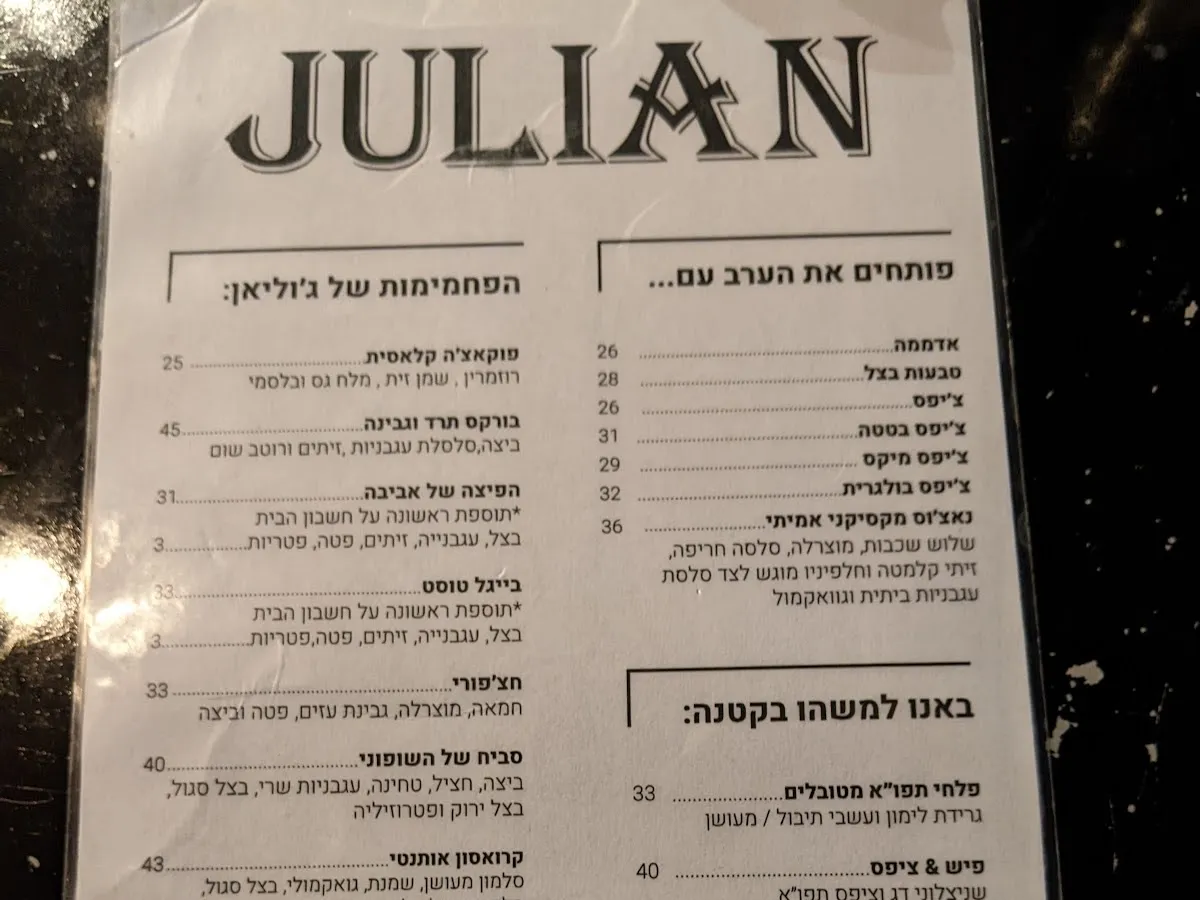 JULIAN
פותחים את הערב עם...
אדממה 26
טבעות בצל 28
צ'יפס 26
צ'יפס בטטה 31
צ'יפס מיקס 29
צ'יפס בולגרית 32
נאצ'וס מקסיקני אמיתי 36
שלוש שכבות, מוצרלה, סלסה חריפה,
זיתי קלמטה וחלפיניו מוגש לצד סלסת
עגבניות ביתית וגוואקמול
באנו למשהו בקטנה:
פלחי תפו"א מטובלים 33
גרידת לימון ועשבי תיבול / מעושן
פיש & ציפס 40
שניצלוני דג וציפס תפו"א
הפחמימות של ג'וליאן:
פוקאצ'ה קלאסית 25
רוזמרין , שמן זית , מלח גס ובלסמי
בורקס תרד וגבינה 45
ביצה,סלסלת עגבניות ,זיתים ורוטב שום
הפיצה של אביבה 31
*תוספת ראשונה על חשבון הבית
בצל, עגבנייה, זיתים, פטה, פטריות 3
בייגל טוסט 33
*תוספת ראשונה על חשבון הבית
בצל, עגבנייה, זיתים, פטה,פטריות 3
חצ'פורי 33
חמאה, מוצרלה, גבינת עזים, פטה וביצה
סביח של השופוני 40
ביצה, חציל, טחינה, עגבניות שרי, בצל סגול,
בצל ירוק ופטרוזיליה
קרואסון אותנטי 43
סלמון מעושן, שמנת, גואקמולי, בצל סגול,